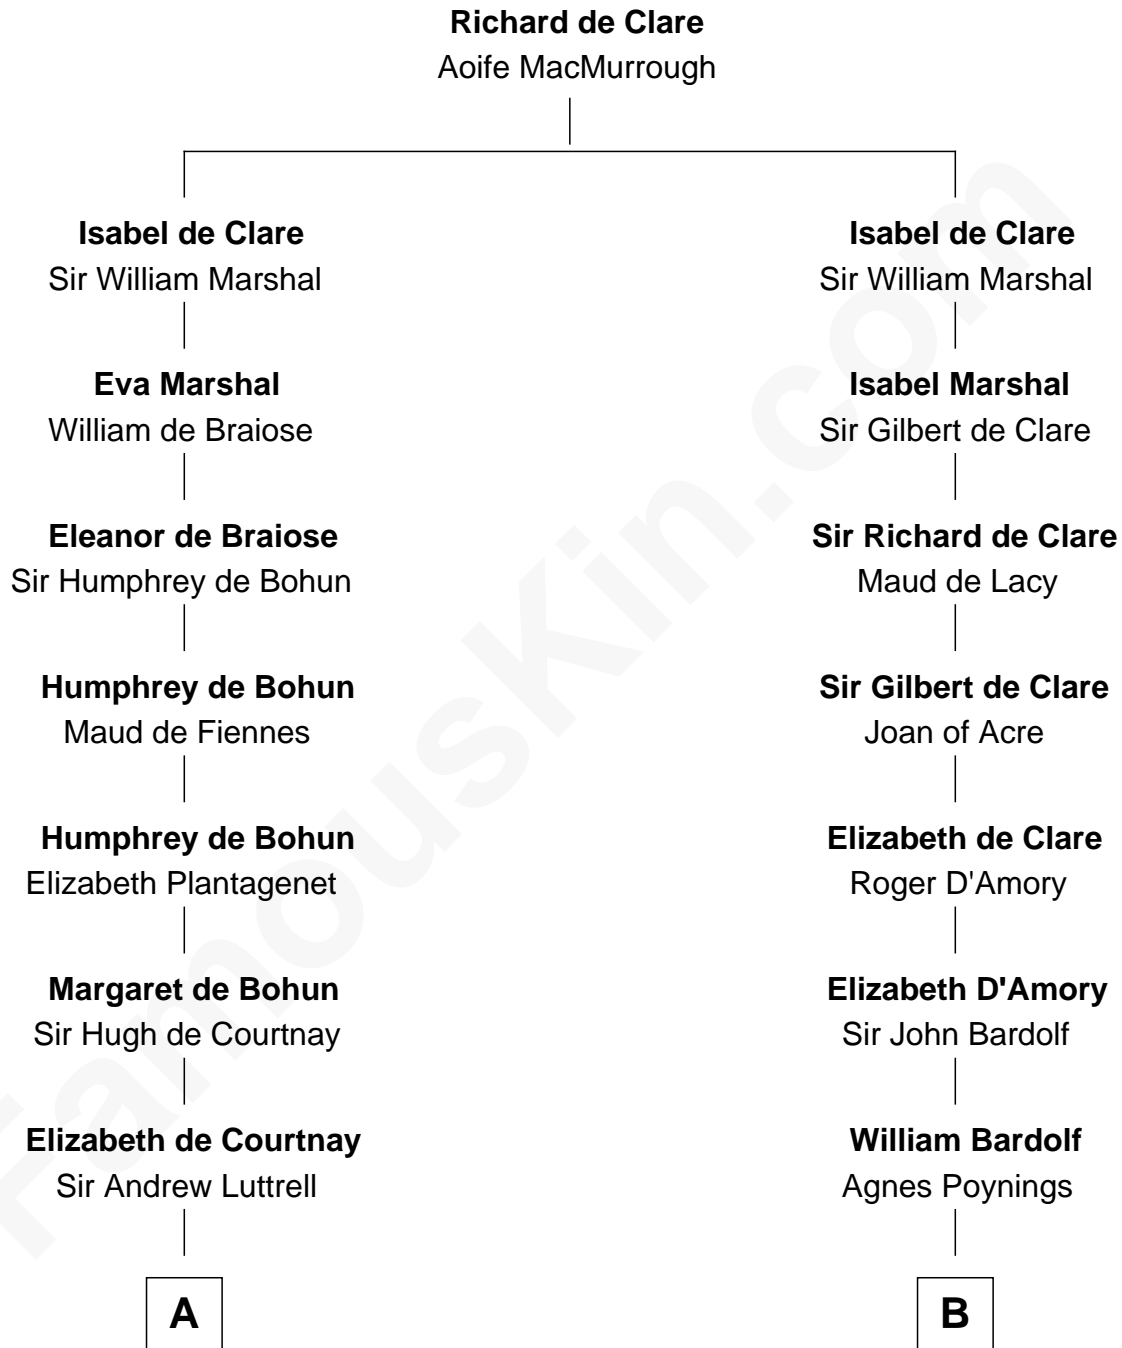 Richard de Clare
Aoife MacMurrough
Isabel de Clare
Sir William Marshal
Isabel de Clare
Sir William Marshal
Eva Marshal
William de Braiose
Isabel Marshal
Sir Gilbert de Clare
Eleanor de Braiose
Sir Humphrey de Bohun
Sir Richard de Clare
Maud de Lacy
Humphrey de Bohun
Maud de Fiennes
Sir Gilbert de Clare
Joan of Acre
Humphrey de Bohun
Elizabeth Plantagenet
Elizabeth de Clare
Roger D'Amory
Margaret de Bohun
Sir Hugh de Courtnay
Elizabeth D'Amory
Sir John Bardolf
Elizabeth de Courtnay
Sir Andrew Luttrell
William Bardolf
Agnes Poynings
A
B
FamousKin.com